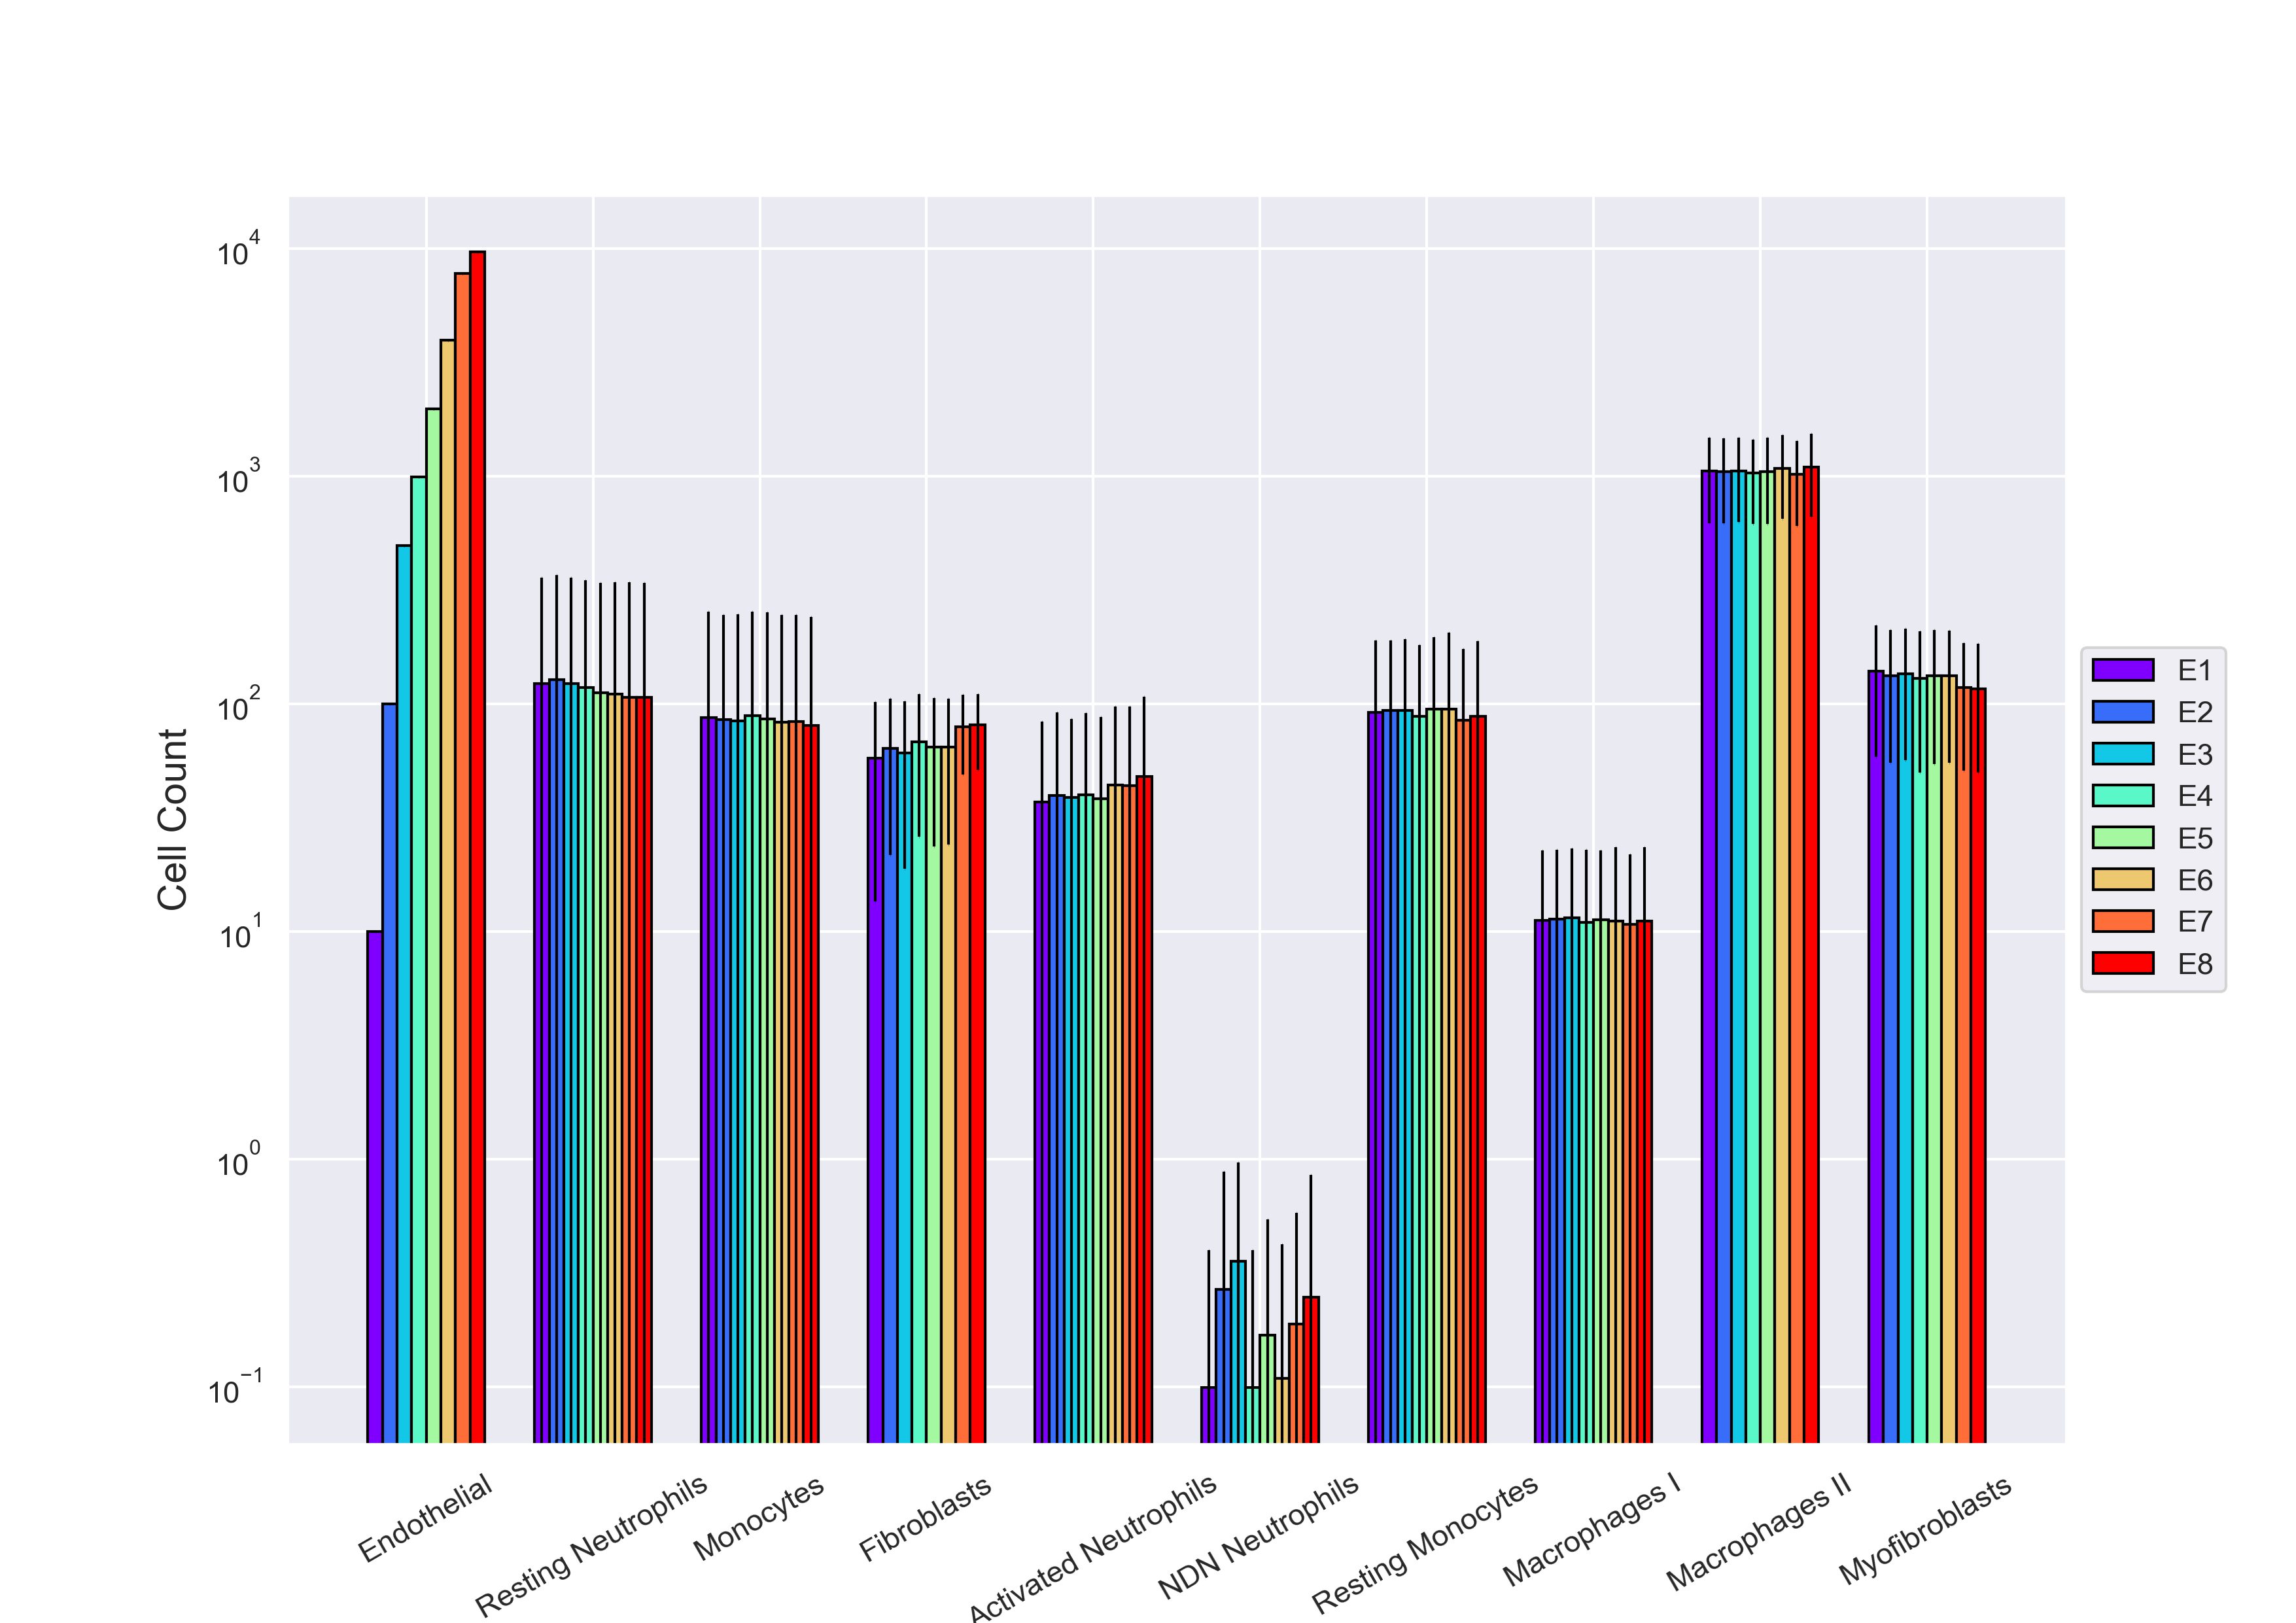 10^4
10^3
10^2
10^1
10^0
10^−1
Cell Count
Endothelial
Resting Neutrophils
Monocytes
Fibroblasts
Activated Neutrophils
NDN Neutrophils
Resting Monocytes
Macrophages I
Macrophages II
Myofibroblasts
E1
E2
E3
E4
E5
E6
E7
E8